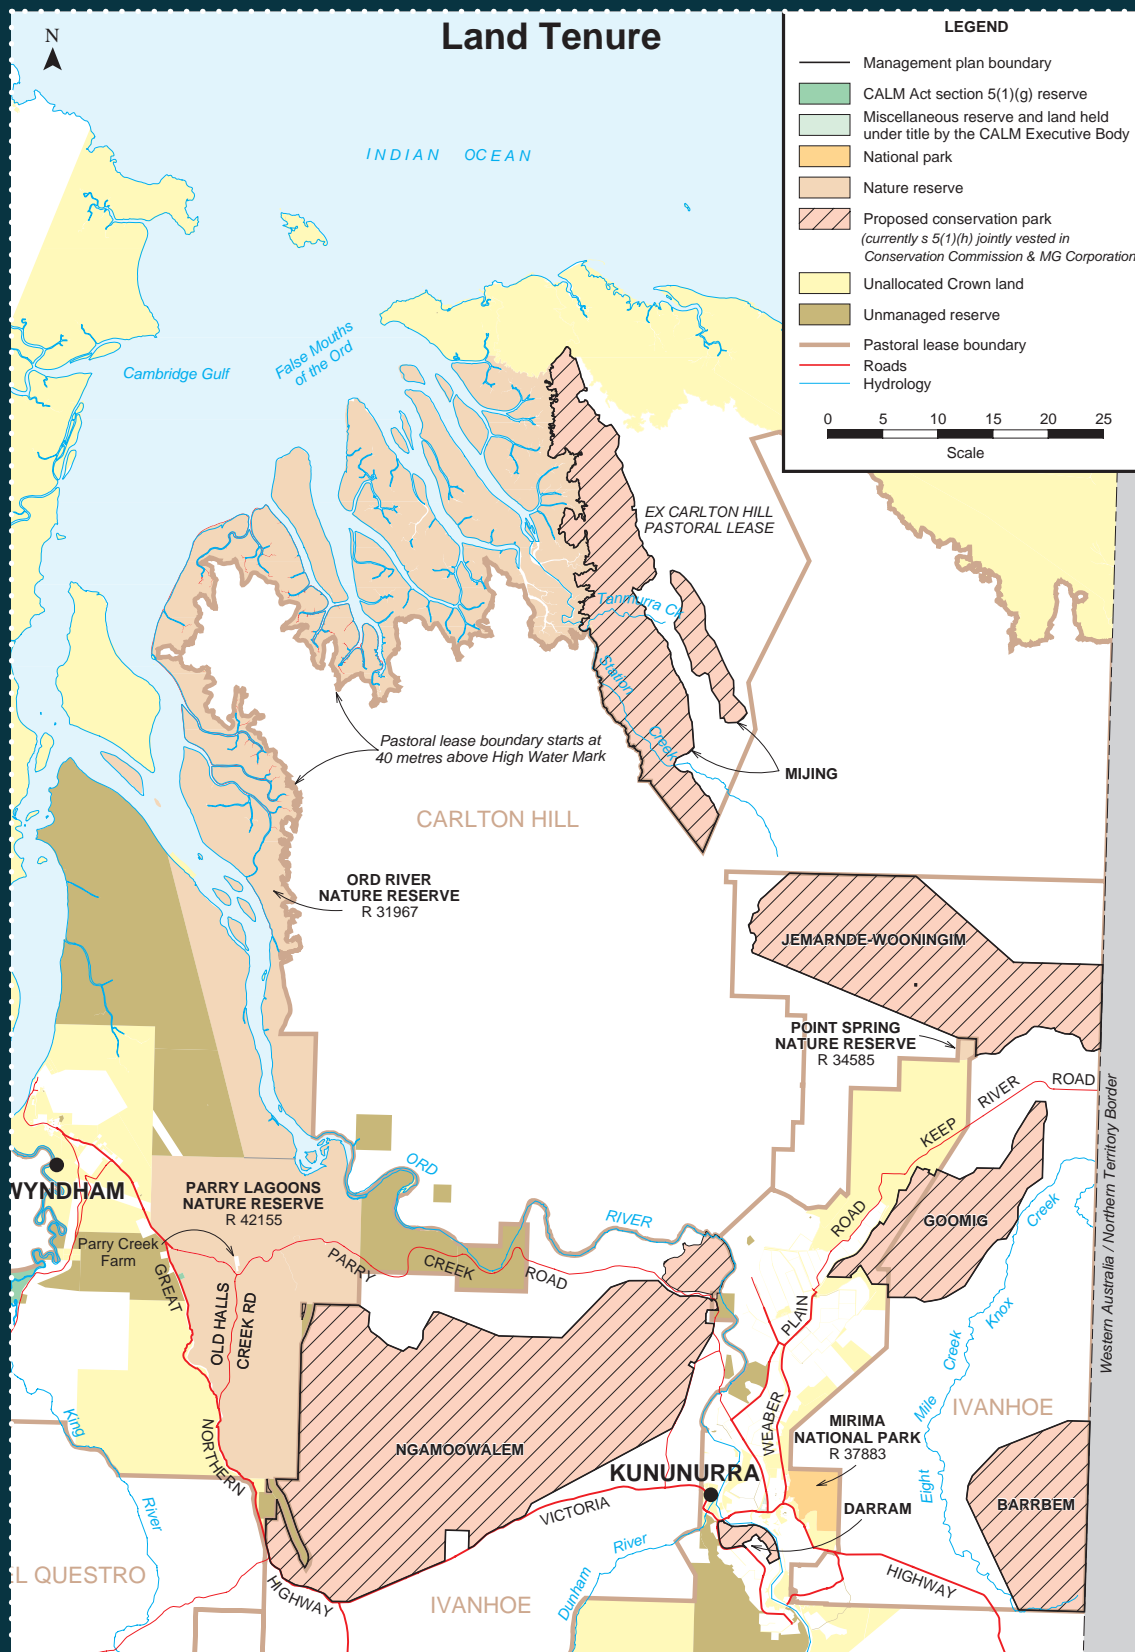 Land Tenure
N
LEGEND
Management plan boundary
CALM Act section 5(1)(g) reserve
Miscellaneous reserve and land held
under title by the CALM Executive Body
National park
Nature reserve
Proposed conservation park
(currently s 5(1)(h) jointly vested in
Conservation Commission & MG Corporation
Unallocated Crown land
Unmanaged reserve
Pastoral lease boundary
Roads
Hydrology
0 5 10 15 20 25
Scale
INDIAN OCEAN
Cambridge Gulf
False Mouths
of the Ord
EX CARLTON HILL
PASTORAL LEASE
Tanmurra Ck
Station
Creek
Pastoral lease boundary starts at
40 metres above High Water Mark
MIJING
CARLTON HILL
ORD RIVER
NATURE RESERVE
R 31967
JEMARNDE-WOONINGIM
POINT SPRING
NATURE RESERVE
R 34585
KEEP RIVER ROAD
Western Australia / Northern Territory Border
ORD
RIVER
WYNDHAM
PARRY LAGOONS
NATURE RESERVE
R 42155
Parry Creek
Farm
GREAT
NORTHERN
HIGHWAY
OLD HALLS
CREEK RD
PARRY CREEK ROAD
GOOMIG
WEABER
PLAIN
ROAD
Knox
Creek
Eight
Mile
Creek
IVANHOE
King
River
NGAMOOWALEM
MIRIMA
NATIONAL PARK
R 37883
KUNUNURRA
DARRAM
BARRBEM
VICTORIA
HIGHWAY
Dunham
River
EL QUESTRO
IVANHOE